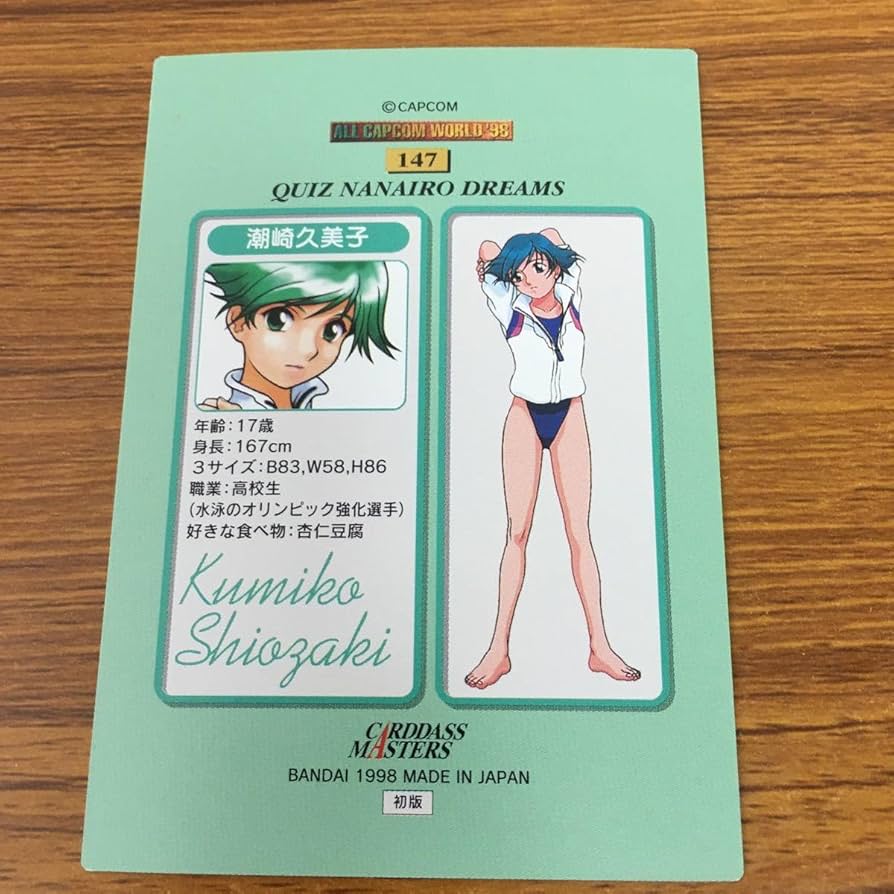 ©CAPCOM
ALL CAPCOM WORLD '98
147
QUIZ NANAIRO DREAMS
潮崎久美子
年齢:17歳
身長:167cm
3サイズ:B83,W58,H86
職業:高校生
(水泳のオリンピック強化選手)
好きな食べ物:杏仁豆腐
Kumiko
Shiozaki
CARDDASS
MASTERS
BANDAI 1998 MADE IN JAPAN
初版